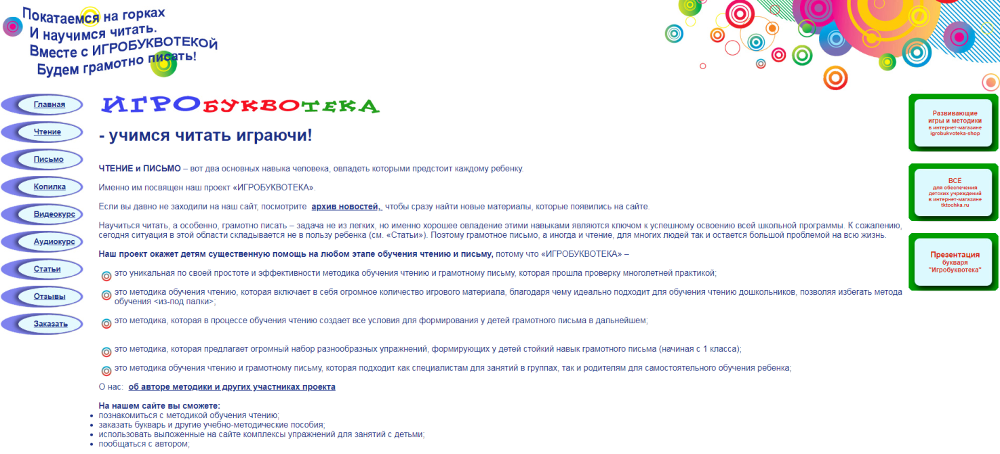 Покатаемся на горках
И научимся читать.
Вместе с ИГРОБУКВОТЕКОй
Будем грамотно писать!
Главная
Чтение
Письмо
Копилка
Видеокурс
Аудиокурс
Статьи
Отзывы
Заказать
ИГРОБУКВОТЕКА
- учимся читать играючи!
ЧТЕНИЕ и ПИСЬМО – вот два основных навыка человека, овладеть которыми предстоит каждому ребенку.
Именно им посвящен наш проект «ИГРОБУКВОТЕКА».
Если вы давно не заходили на наш сайт, посмотрите архив новостей, чтобы сразу найти новые материалы, которые появились на сайте.
Научиться читать, а особенно, грамотно писать – задача не из легких, но именно хорошее овладение этими навыками являются ключом к успешному освоению всей школьной программы. К сожалению,
сегодня ситуация в этой области складывается не в пользу ребенка (см. «Статьи»). Поэтому грамотное письмо, а иногда и чтение, для многих людей так и остается большой проблемой на всю жизнь.
Наш проект окажет детям существенную помощь на любом этапе обучения чтению и письму, потому что «ИГРОБУКВОТЕКА» –
это уникальная по своей простоте и эффективности методика обучения чтению и грамотному письму, которая прошла проверку многолетней практикой;
это методика обучения чтению, которая включает в себя огромное количество игрового материала, благодаря чему идеально подходит для обучения чтению дошкольников, позволяя избегать метода
обучения <из-под палки>;
это методика, которая в процессе обучения чтению создает все условия для формирования у детей грамотного письма в дальнейшем;
это методика, которая предлагает огромный набор разнообразных упражнений, формирующих у детей стойкий навык грамотного письма (начиная с 1 класса);
это методика обучения чтению и грамотному письму, которая подходит как специалистам для занятий в группах, так и родителям для самостоятельного обучения ребенка;
О нас: об авторе методики и других участниках проекта
На нашем сайте вы сможете:
познакомиться с методикой обучения чтению;
заказать букварь и другие учебно-методические пособия;
использовать выложенные на сайте комплексы упражнений для занятий с детьми;
пообщаться с автором;
Развивающие
игры и методики
в интернет-магазине
igrobukvoteka-shop
ВСЁ
для обеспечения
детских учреждений
в интернет-магазине
tktochka.ru
Презентация
букваря
"Игробуквотека"